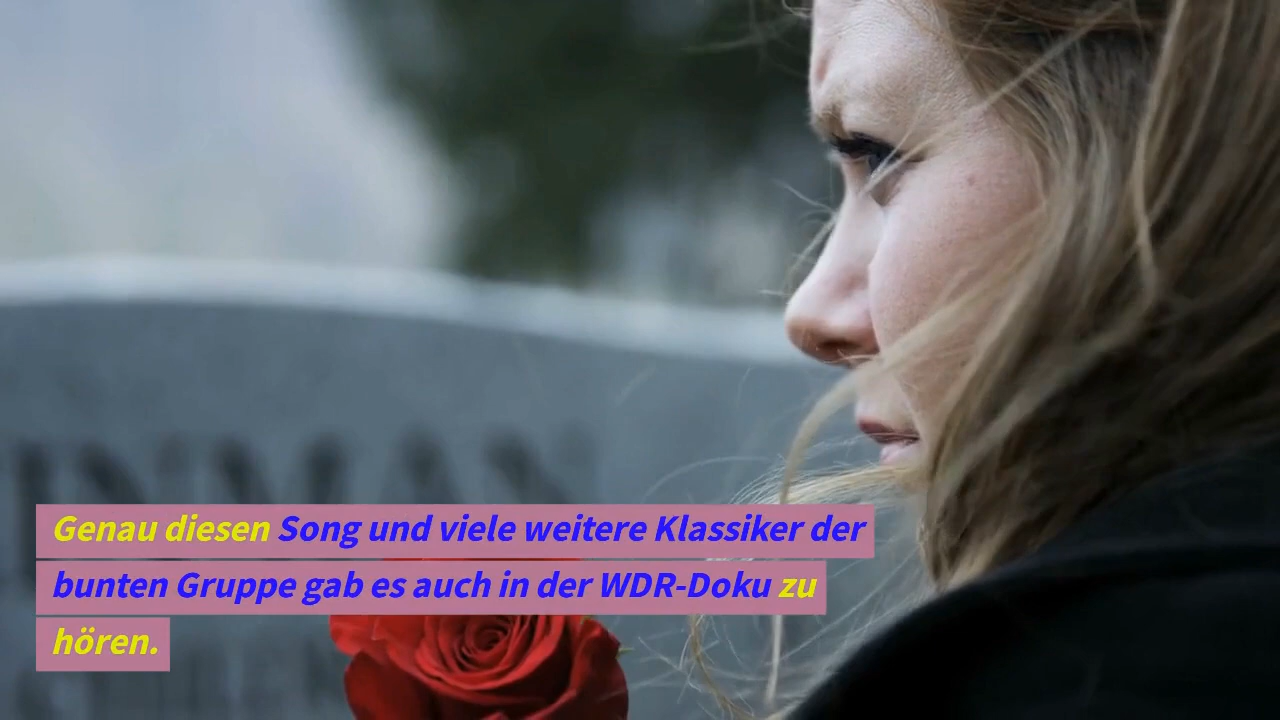 Genau diesen Song und viele weitere Klassiker der
bunten Gruppe gab es auch in der WDR-Doku zu
hören.